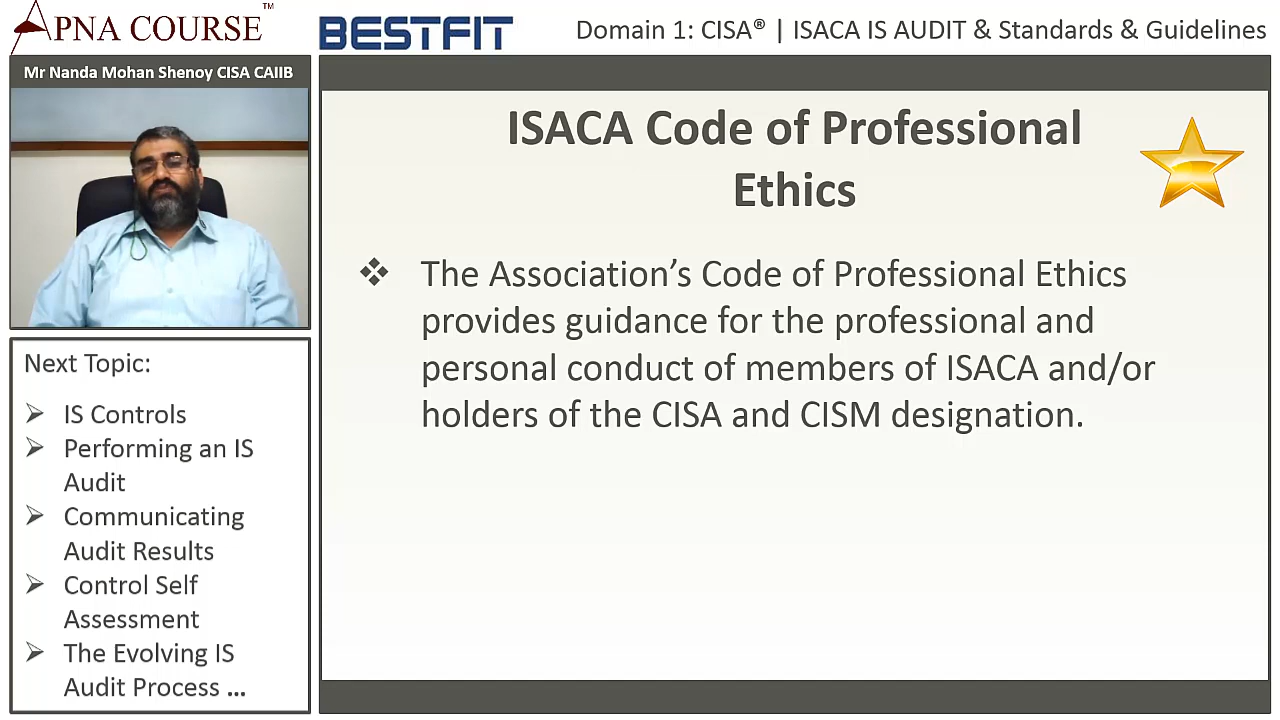 APNA COURSE™
BESTFIT
Domain 1: CISA® | ISACA IS AUDIT & Standards & Guidelines
Mr Nanda Mohan Shenoy CISA CAIIB
Next Topic:
➢ IS Controls
➢ Performing an IS
Audit
➢ Communicating
Audit Results
➢ Control Self
Assessment
➢ The Evolving IS
Audit Process ...
ISACA Code of Professional
Ethics
❖ The Association’s Code of Professional Ethics
provides guidance for the professional and
personal conduct of members of ISACA and/or
holders of the CISA and CISM designation.